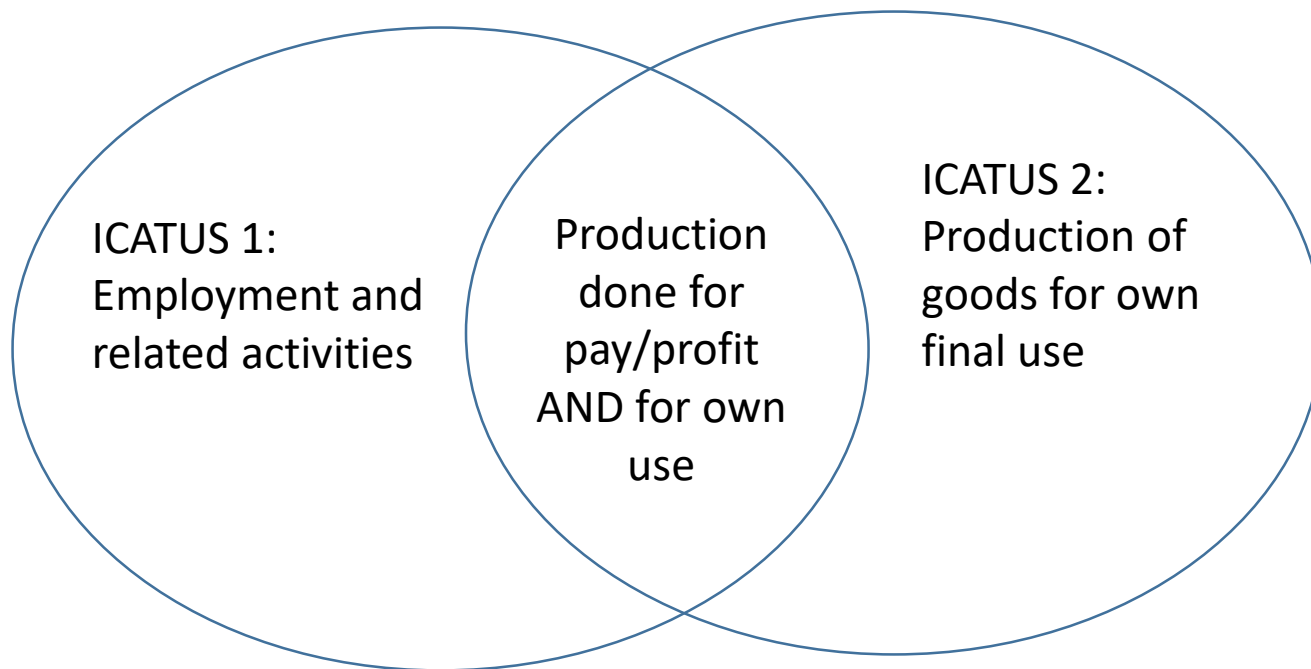 ICATUS 1:
Employment and
related activities
Production
done for
pay/profit
AND for own
use
ICATUS 2:
Production of
goods for own
final use